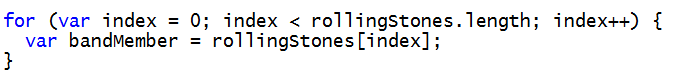 for (var index = 0; index < rollingStones.length; index++) {
  var bandMember = rollingStones[index];
}